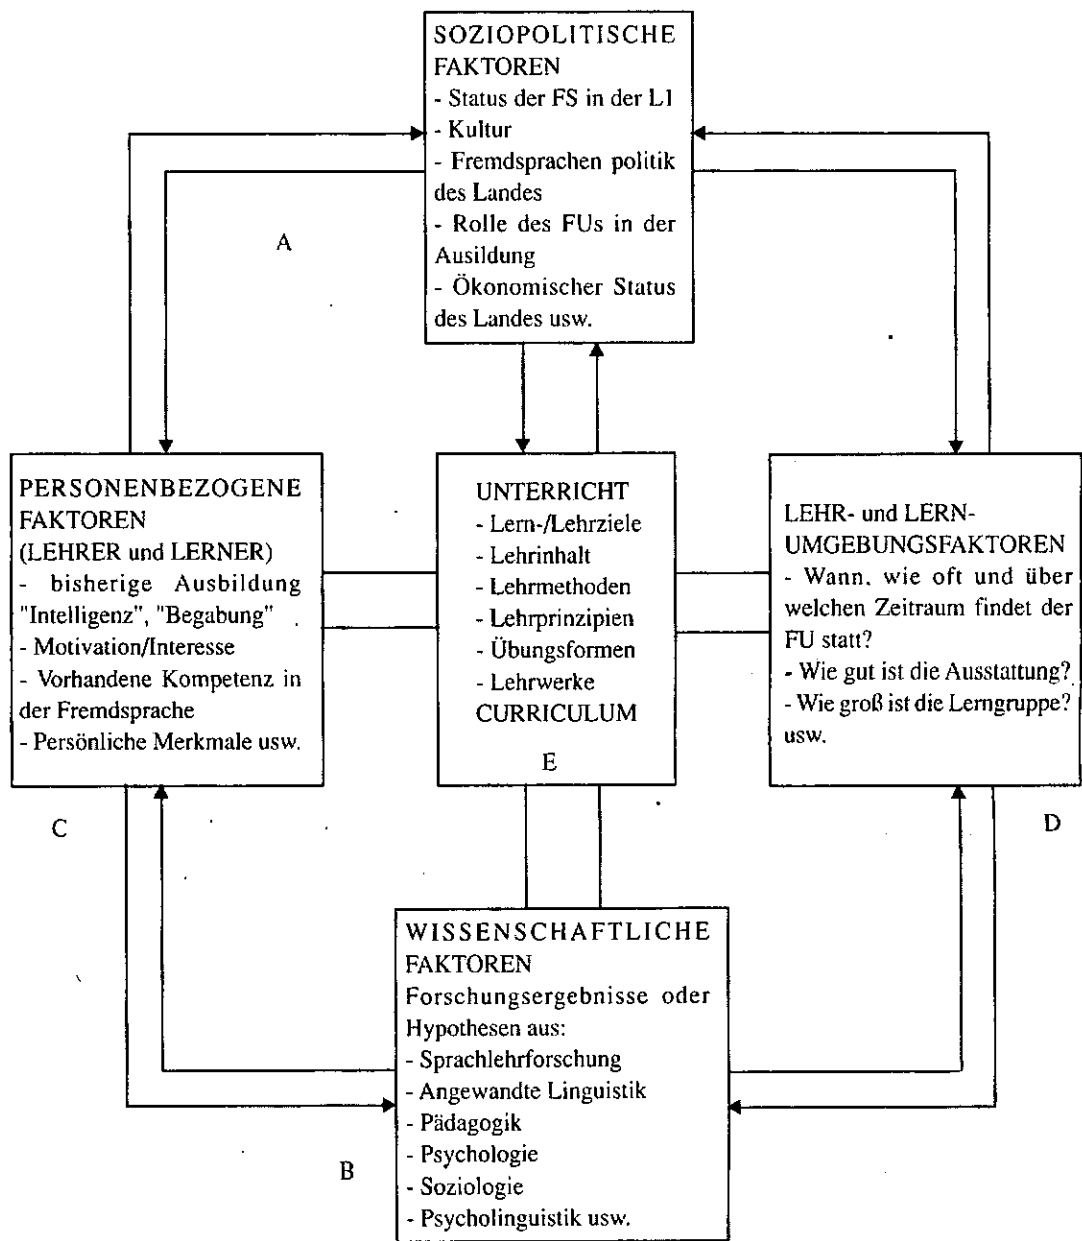 SOZIOPOLITISCHE
FAKTOREN
- Status der FS in der L1
- Kultur
- Fremdsprachen politik
des Landes
- Rolle des FUs in der
Ausildung
- Ökonomischer Status
des Landes usw.
A
PERSONENBEZOGENE
FAKTOREN
(LEHRER und LERNER)
- bisherige Ausbildung
"Intelligenz", "Begabung"
- Motivation/Interesse
- Vorhandene Kompetenz in
der Fremdsprache
- Persönliche Merkmale usw.
C
UNTERRICHT
- Lern-/Lehrziele
- Lehrinhalt
- Lehrmethoden
- Lehrprinzipien
- Übungsformen
- Lehrwerke
CURRICULUM
E
LEHR- und LERN-
UMGEBUNGSFAKTOREN
- Wann, wie oft und über
welchen Zeitraum findet der
FU statt?
- Wie gut ist die Ausstattung?
- Wie groß ist die Lerngruppe?
usw.
D
WISSENSCHAFTLICHE
FAKTOREN
Forschungsergebnisse oder
Hypothesen aus:
- Sprachlehrforschung
- Angewandte Linguistik
- Pädagogik
- Psychologie
- Soziologie
- Psycholinguistik usw.
B